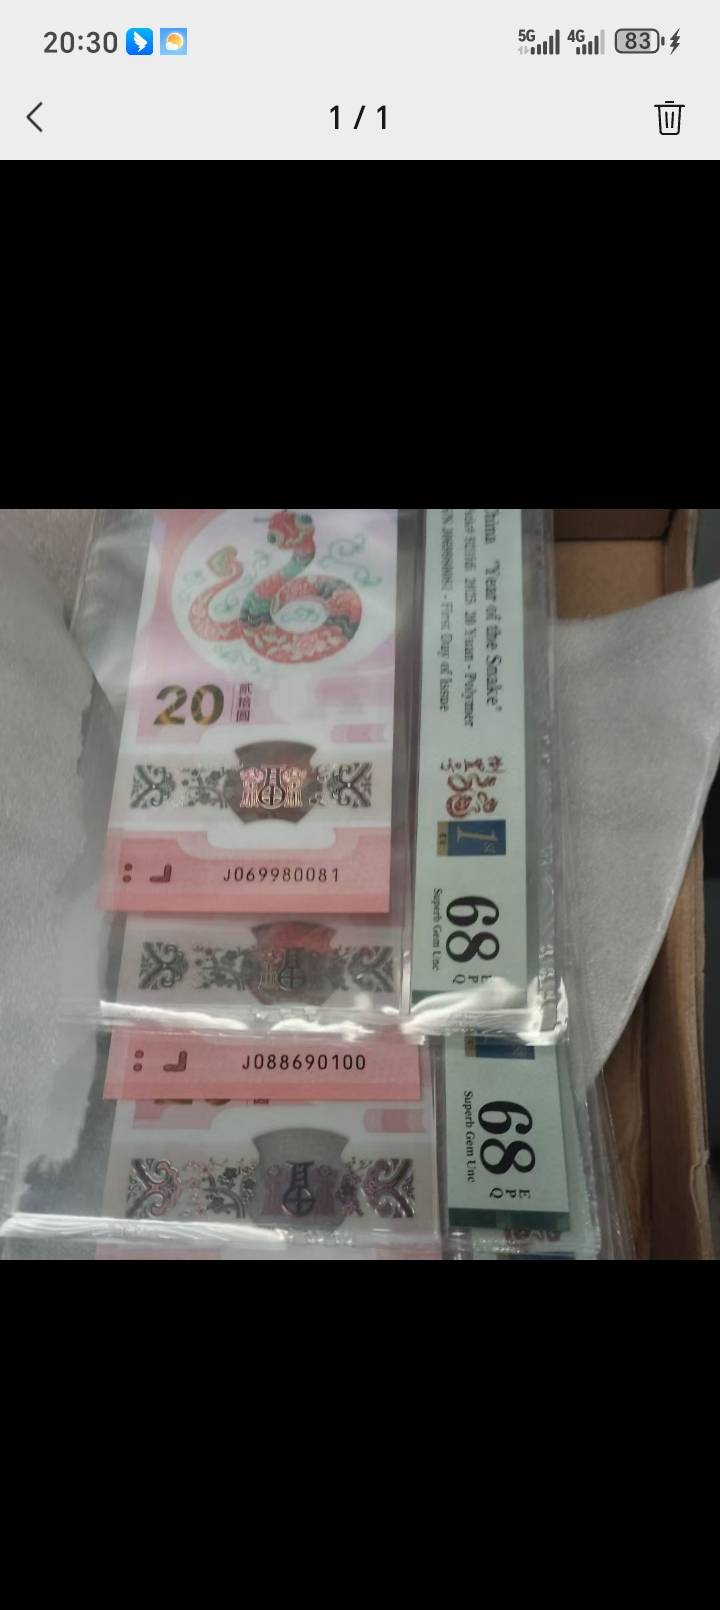 20:30
5G
4G
83
1 / 1
China "Year of the Snake"
2025 20 Yuan - Polymer
- First Day of Issue
20
贰拾圆
1st
68
EPQ
Superb Gem Unc
J069980081
J088690100
68
EPQ
Superb Gem Unc